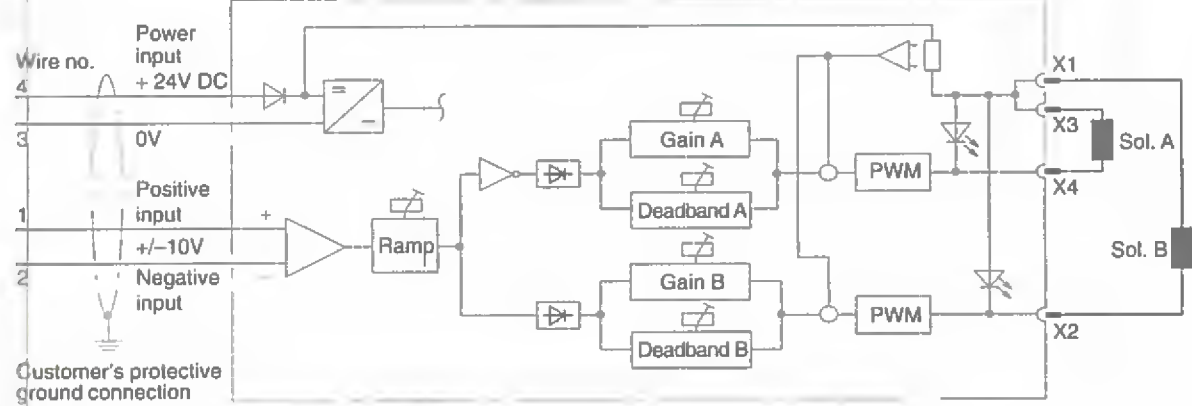 Power
input
+ 24V DC
Wire no.
4
3
0V
Positive
input
1
+
+/–10V
2
–
Negative
input
Customer's protective
ground connection
=
–
Ramp
Gain A
Deadband A
Gain B
Deadband B
PWM
PWM
X1
X3
X4
X2
Sol. A
Sol. B